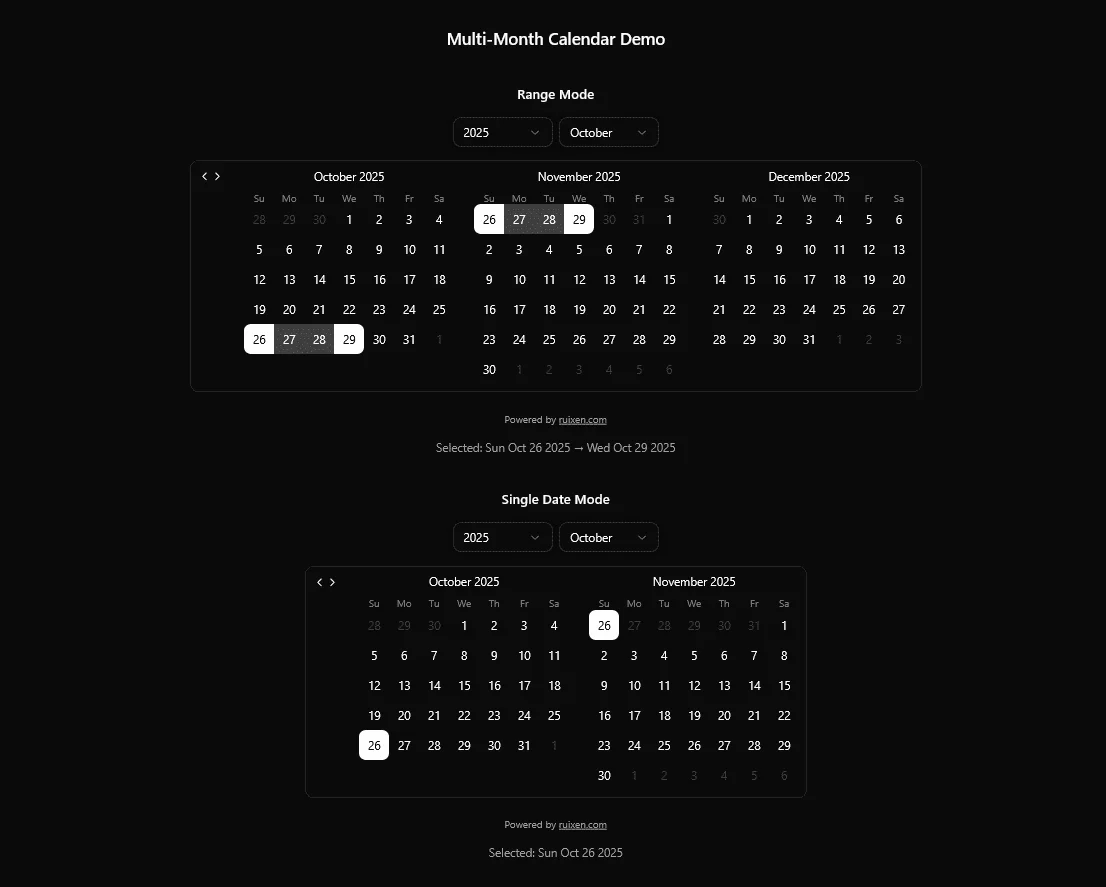 Multi-Month Calendar Demo
Range Mode
2025 October
October 2025 November 2025 December 2025
Su Mo Tu We Th Fr Sa Su Mo Tu We Th Fr Sa Su Mo Tu We Th Fr Sa
28 29 30 1 2 3 4 26 27 28 29 30 31 1 30 1 2 3 4 5 6
5 6 7 8 9 10 11 2 3 4 5 6 7 8 7 8 9 10 11 12 13
12 13 14 15 16 17 18 9 10 11 12 13 14 15 14 15 16 17 18 19 20
19 20 21 22 23 24 25 16 17 18 19 20 21 22 21 22 23 24 25 26 27
26 27 28 29 30 31 1 23 24 25 26 27 28 29 28 29 30 31 1 2 3
30 1 2 3 4 5 6
Powered by ruixen.com
Selected: Sun Oct 26 2025 → Wed Oct 29 2025
Single Date Mode
2025 October
October 2025 November 2025
Su Mo Tu We Th Fr Sa Su Mo Tu We Th Fr Sa
28 29 30 1 2 3 4 26 27 28 29 30 31 1
5 6 7 8 9 10 11 2 3 4 5 6 7 8
12 13 14 15 16 17 18 9 10 11 12 13 14 15
19 20 21 22 23 24 25 16 17 18 19 20 21 22
26 27 28 29 30 31 1 23 24 25 26 27 28 29
30 1 2 3 4 5 6
Powered by ruixen.com
Selected: Sun Oct 26 2025